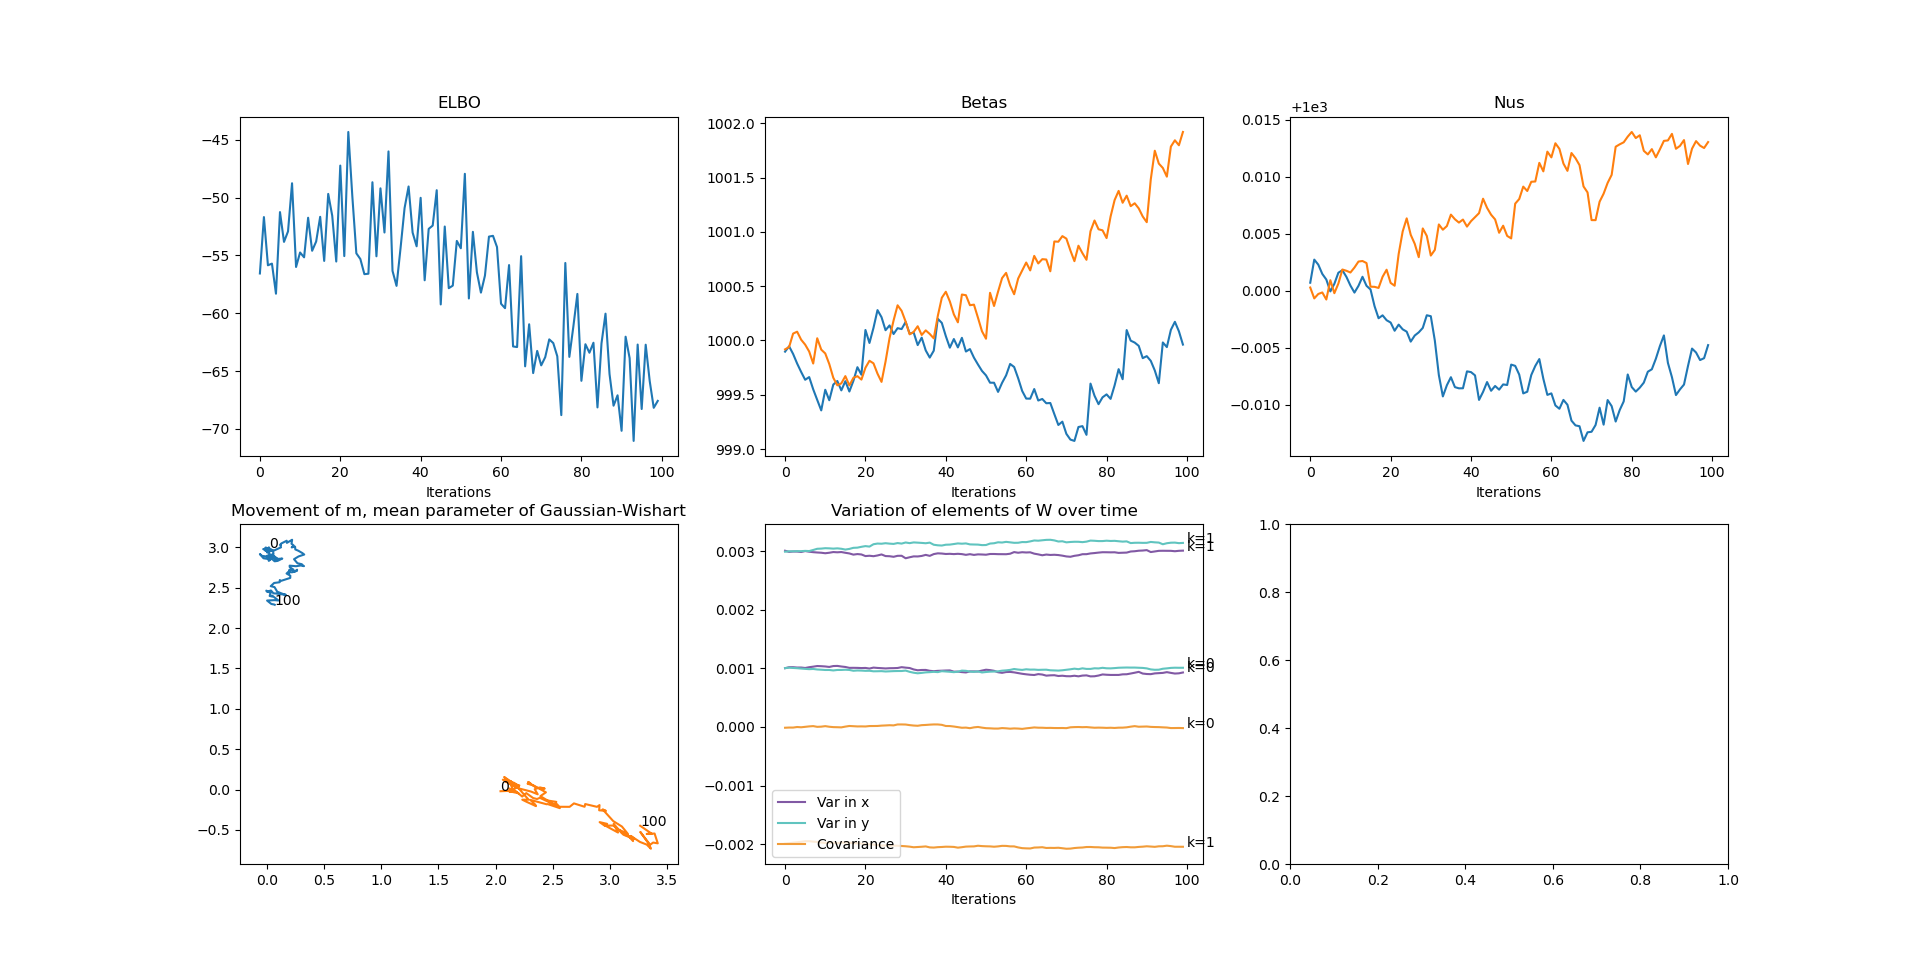 ELBO
−45
−50
−55
−60
−65
−70
0 20 40 60 80 100
Iterations
Betas
1002.0
1001.5
1001.0
1000.5
1000.0
999.5
999.0
0 20 40 60 80 100
Iterations
Nus
+1e3
0.015
0.010
0.005
0.000
−0.005
−0.010
0 20 40 60 80 100
Iterations
Movement of m, mean parameter of Gaussian-Wishart
3.0
2.5
2.0
1.5
1.0
0.5
0.0
−0.5
0
100
0
100
0.0 0.5 1.0 1.5 2.0 2.5 3.0 3.5
Variation of elements of W over time
0.003
0.002
0.001
0.000
−0.001
−0.002
k=1
k=1
k=0
k=0
k=0
k=1
Var in x
Var in y
Covariance
0 20 40 60 80 100
Iterations
1.0
0.8
0.6
0.4
0.2
0.0
0.0 0.2 0.4 0.6 0.8 1.0